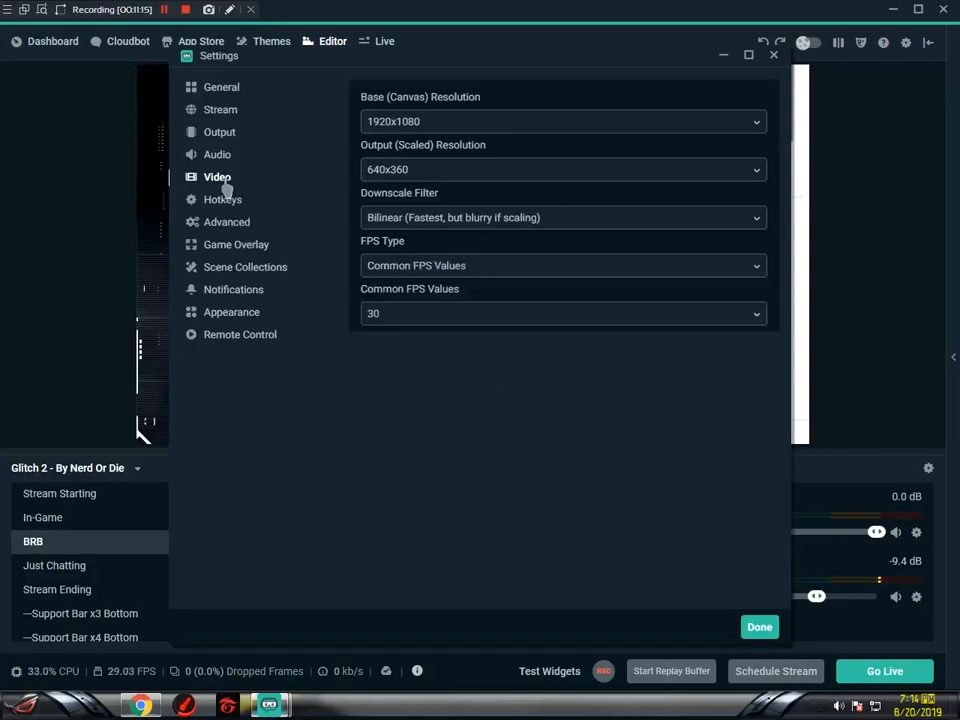 Recording [00:11:15]
Dashboard Cloudbot App Store Themes Editor Live
Settings
General
Stream
Output
Audio
Video
Hotkeys
Advanced
Game Overlay
Scene Collections
Notifications
Appearance
Remote Control
Base (Canvas) Resolution
1920x1080
Output (Scaled) Resolution
640x360
Downscale Filter
Bilinear (Fastest, but blurry if scaling)
FPS Type
Common FPS Values
Common FPS Values
30
Done
Glitch 2 - By Nerd Or Die
Stream Starting
In-Game
BRB
Just Chatting
Stream Ending
—Support Bar x3 Bottom
—Support Bar x4 Bottom
0.0 dB
-9.4 dB
33.0% CPU 29.03 FPS 0 (0.0%) Dropped Frames 0 kb/s Test Widgets REC Start Replay Buffer Schedule Stream Go Live
7:14 PM
8/20/2019